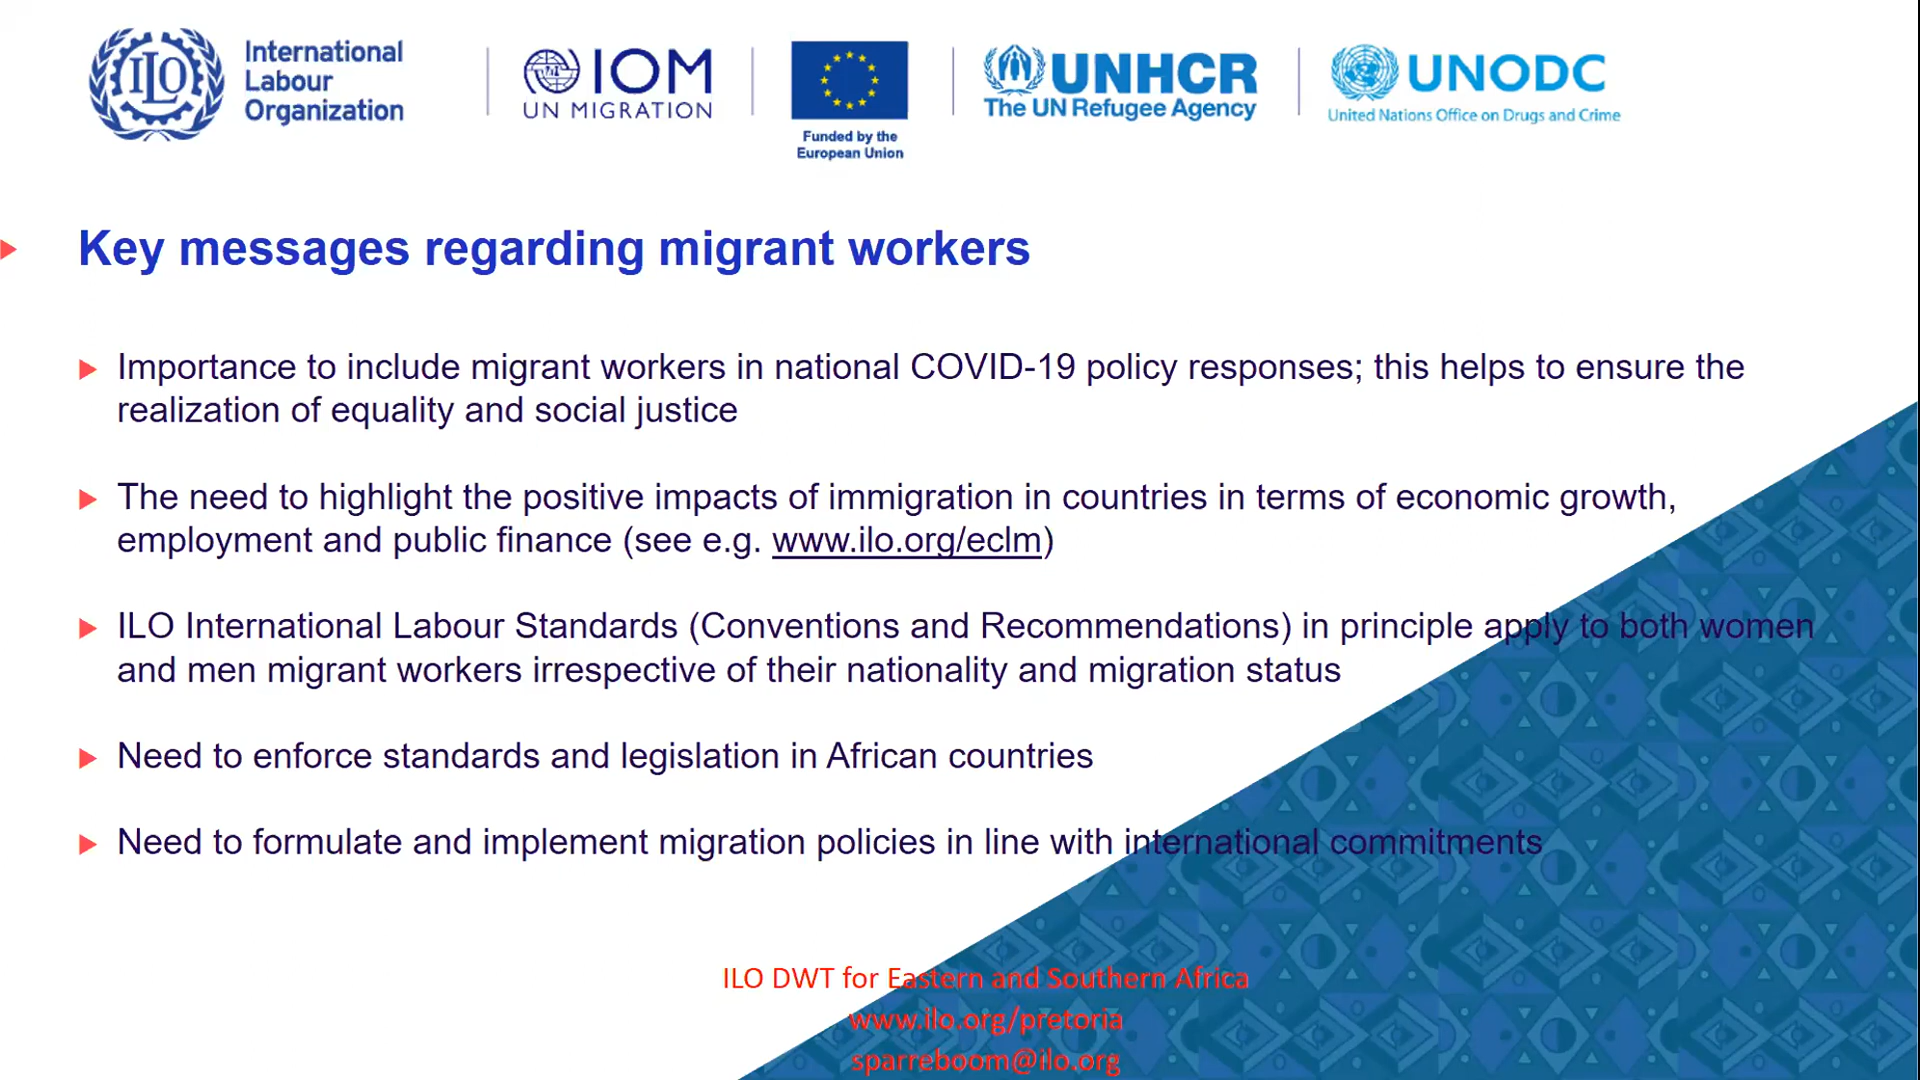 International
Labour
Organization
ILO
IOM
UN MIGRATION
Funded by the
European Union
UNHCR
The UN Refugee Agency
UNODC
United Nations Office on Drugs and Crime
Key messages regarding migrant workers
Importance to include migrant workers in national COVID-19 policy responses; this helps to ensure the
realization of equality and social justice
The need to highlight the positive impacts of immigration in countries in terms of economic growth,
employment and public finance (see e.g. www.ilo.org/eclm)
ILO International Labour Standards (Conventions and Recommendations) in principle apply to both women
and men migrant workers irrespective of their nationality and migration status
Need to enforce standards and legislation in African countries
Need to formulate and implement migration policies in line with international commitments
ILO DWT for Eastern and Southern Africa
www.ilo.org/pretoria
sparreboom@ilo.org